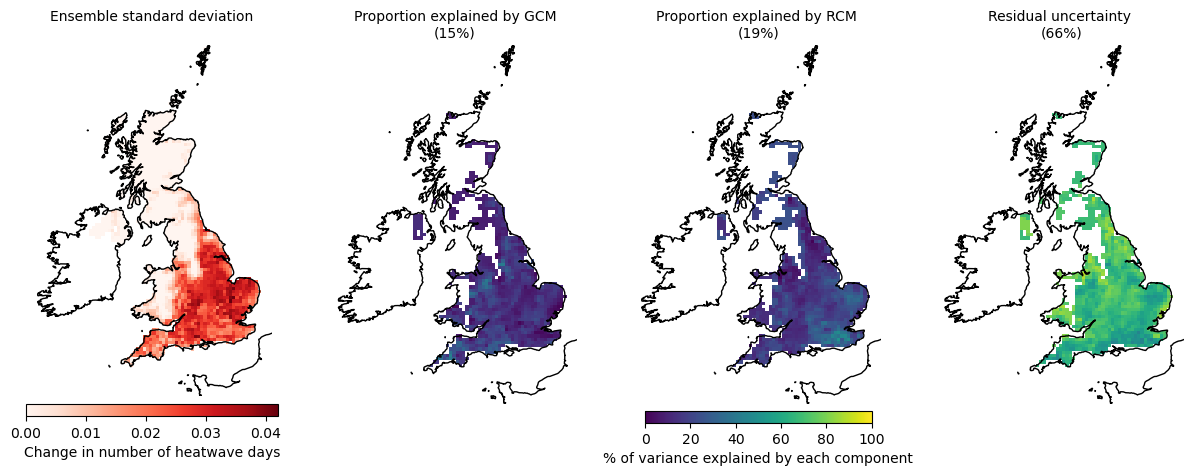 Ensemble standard deviation
Proportion explained by GCM
(15%)
Proportion explained by RCM
(19%)
Residual uncertainty
(66%)
0.00 0.01 0.02 0.03 0.04
Change in number of heatwave days
0 20 40 60 80 100
% of variance explained by each component